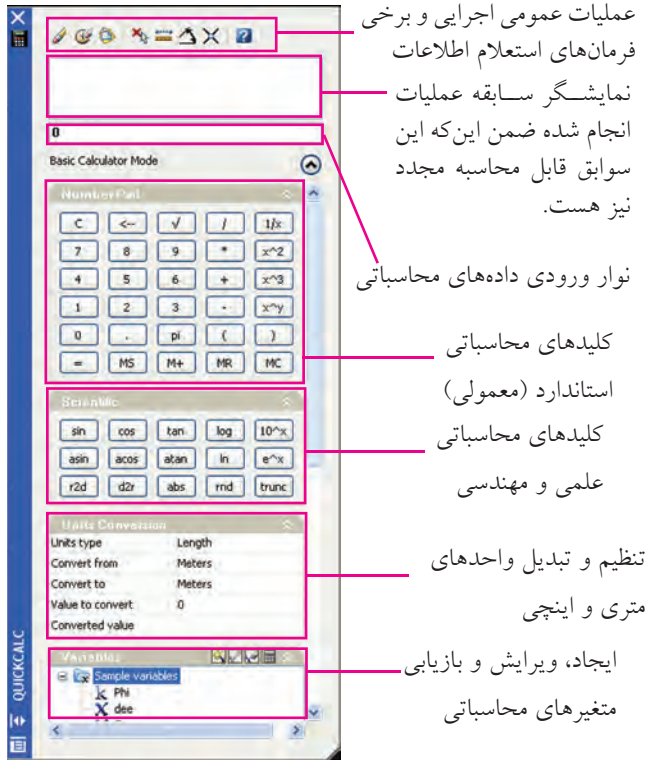 عملیات عمومی اجرایی و برخی
فرمان‌های استعلام اطلاعات
نمایشگر سابقه عملیات
انجام شده ضمن این‌که این
سوابق قابل محاسبه مجدد
نیز هست.
نوار ورودی داده‌های محاسباتی
کلیدهای محاسباتی
استاندارد (معمولی)
کلیدهای محاسباتی
علمی و مهندسی
تنظیم و تبدیل واحدهای
متری و اینچی
ایجاد، ویرایش و بازیابی
متغیرهای محاسباتی
0
Basic Calculator Mode
Number Pad
C <-- √ / 1/x
7 8 9 * x^2
4 5 6 + x^3
1 2 3 - x^y
0 . pi ( )
= MS M+ MR MC
Scientific
sin cos tan log 10^x
asin acos atan ln e^x
r2d d2r abs rnd trunc
Units Conversion
Units type Length
Convert from Meters
Convert to Meters
Value to convert 0
Converted value
Variables
Sample variables
k Phi
X dee
QUICKCALC